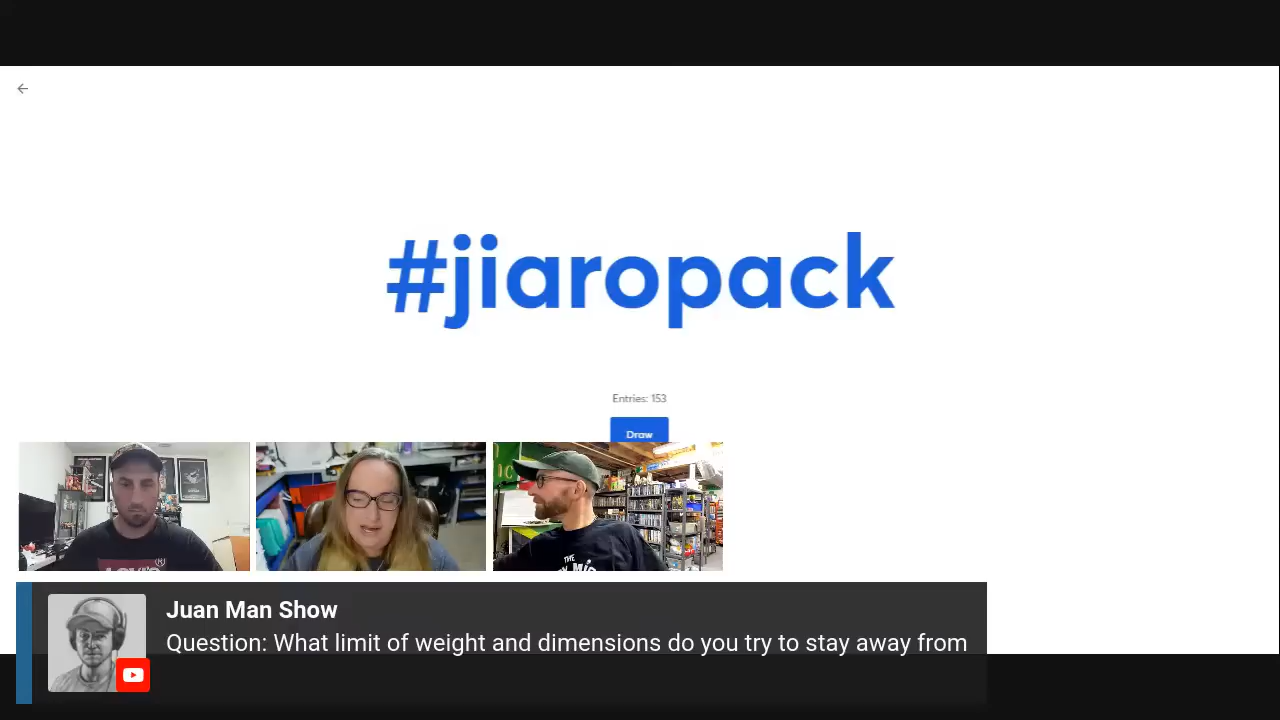 #jiaropack
Entries: 153
Draw
THE
Juan Man Show
Question: What limit of weight and dimensions do you try to stay away from